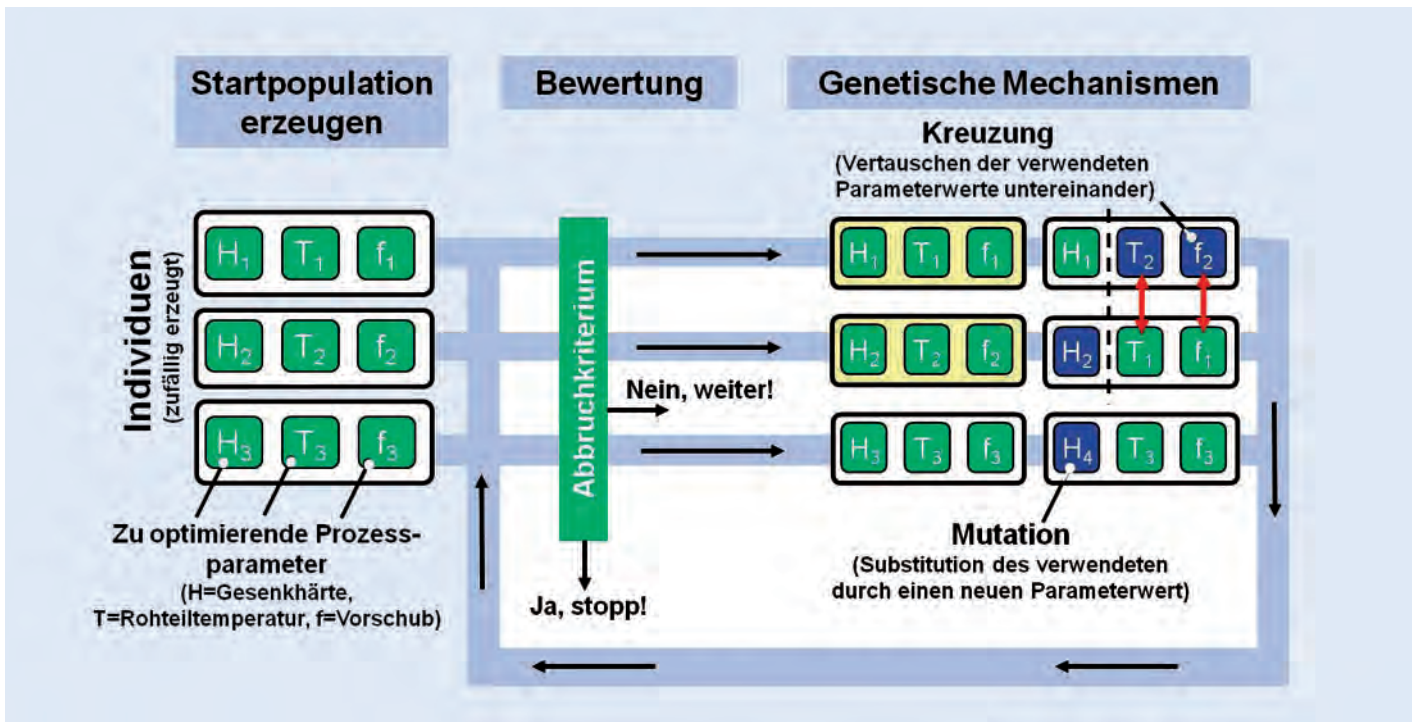 Startpopulation
erzeugen
Bewertung
Genetische Mechanismen
Kreuzung
(Vertauschen der verwendeten
Parameterwerte untereinander)
Individuen
(zufällig erzeugt)
H₁ T₁ f₁
H₂ T₂ f₂
H₃ T₃ f₃
Zu optimierende Prozess-
parameter
(H=Gesenkhärte,
T=Rohteiltemperatur, f=Vorschub)
Abbruchkriterium
Nein, weiter!
Ja, stopp!
H₁ T₁ f₁
H₁ T₂ f₂
H₂ T₂ f₂
H₂ T₁ f₁
H₃ T₃ f₃
H₄ T₃ f₃
Mutation
(Substitution des verwendeten
durch einen neuen Parameterwert)